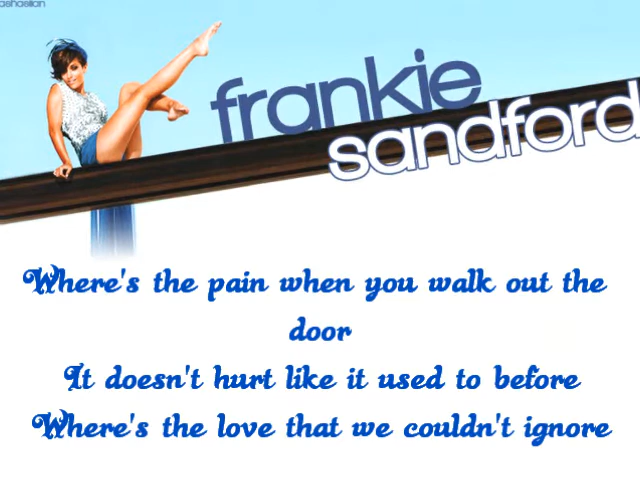 frankie
sandford
Where's the pain when you walk out the
door
It doesn't hurt like it used to before
Where's the love that we couldn't ignore